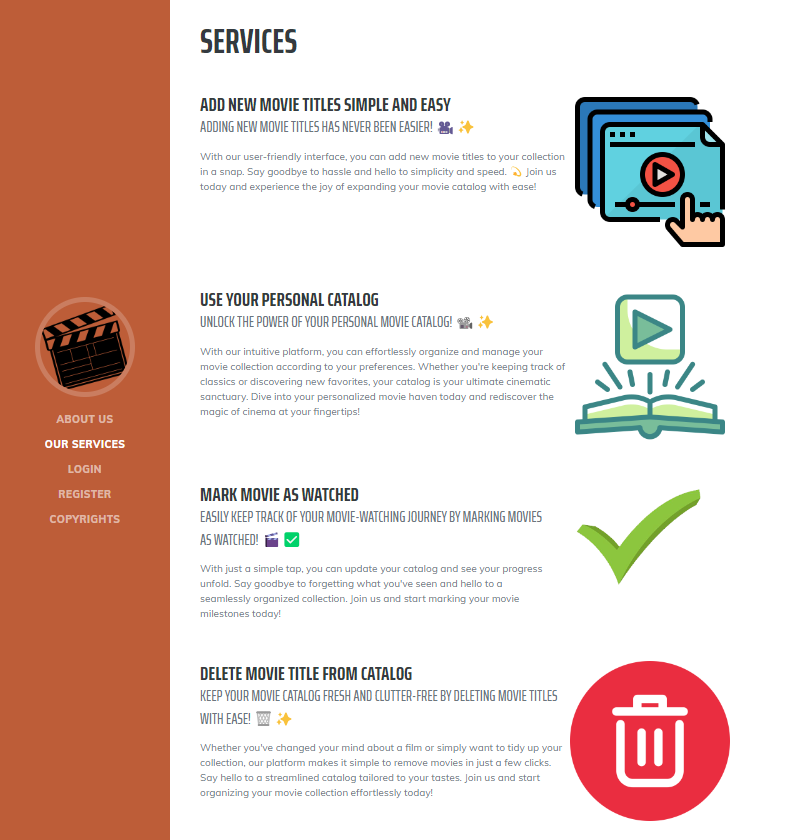 SERVICES
ADD NEW MOVIE TITLES SIMPLE AND EASY
ADDING NEW MOVIE TITLES HAS NEVER BEEN EASIER! 🎥 ✨
With our user-friendly interface, you can add new movie titles to your collection
in a snap. Say goodbye to hassle and hello to simplicity and speed. 💫 Join us
today and experience the joy of expanding your movie catalog with ease!
USE YOUR PERSONAL CATALOG
UNLOCK THE POWER OF YOUR PERSONAL MOVIE CATALOG! 📽️ ✨
With our intuitive platform, you can effortlessly organize and manage your
movie collection according to your preferences. Whether you're keeping track of
classics or discovering new favorites, your catalog is your ultimate cinematic
sanctuary. Dive into your personalized movie haven today and rediscover the
magic of cinema at your fingertips!
ABOUT US
OUR SERVICES
LOGIN
REGISTER
COPYRIGHTS
MARK MOVIE AS WATCHED
EASILY KEEP TRACK OF YOUR MOVIE-WATCHING JOURNEY BY MARKING MOVIES
AS WATCHED! 🎬 ✅
With just a simple tap, you can update your catalog and see your progress
unfold. Say goodbye to forgetting what you've seen and hello to a
seamlessly organized collection. Join us and start marking your movie
milestones today!
DELETE MOVIE TITLE FROM CATALOG
KEEP YOUR MOVIE CATALOG FRESH AND CLUTTER-FREE BY DELETING MOVIE TITLES
WITH EASE! 🗑️ ✨
Whether you've changed your mind about a film or simply want to tidy up your
collection, our platform makes it simple to remove movies in just a few clicks.
Say hello to a streamlined catalog tailored to your tastes. Join us and start
organizing your movie collection effortlessly today!